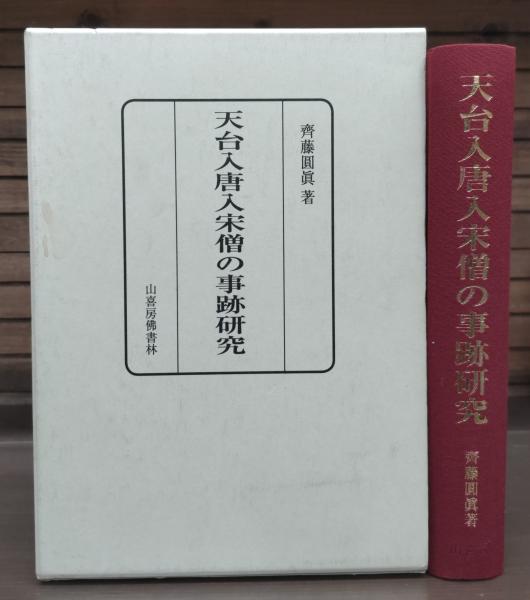 齊藤圓眞 著
天台入唐入宋僧の事跡研究
山喜房佛書林
天台入唐入宋僧の事跡研究
齊藤圓眞著